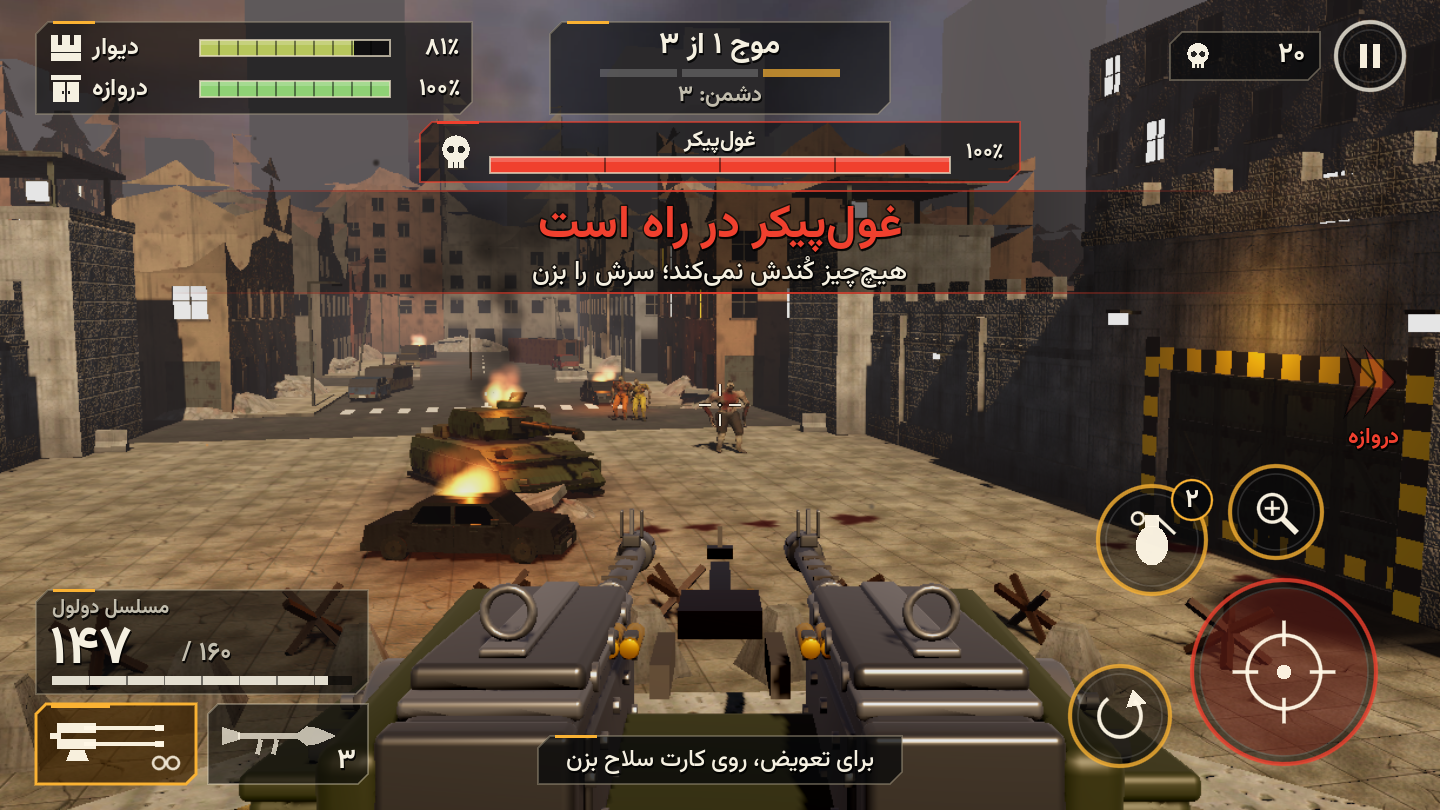 دیوار ۸۱٪
دروازه ۱۰۰٪
موج ۱ از ۳
دشمن: ۳
۲۰
غول‌پیکر
۱۰۰٪
غول‌پیکر در راه است
هیچ‌چیز کُندش نمی‌کند؛ سرش را بزن
دروازه
۲
مسلسل دولول
۱۴۷ / ۱۶۰
∞
۳
برای تعویض، روی کارت سلاح بزن